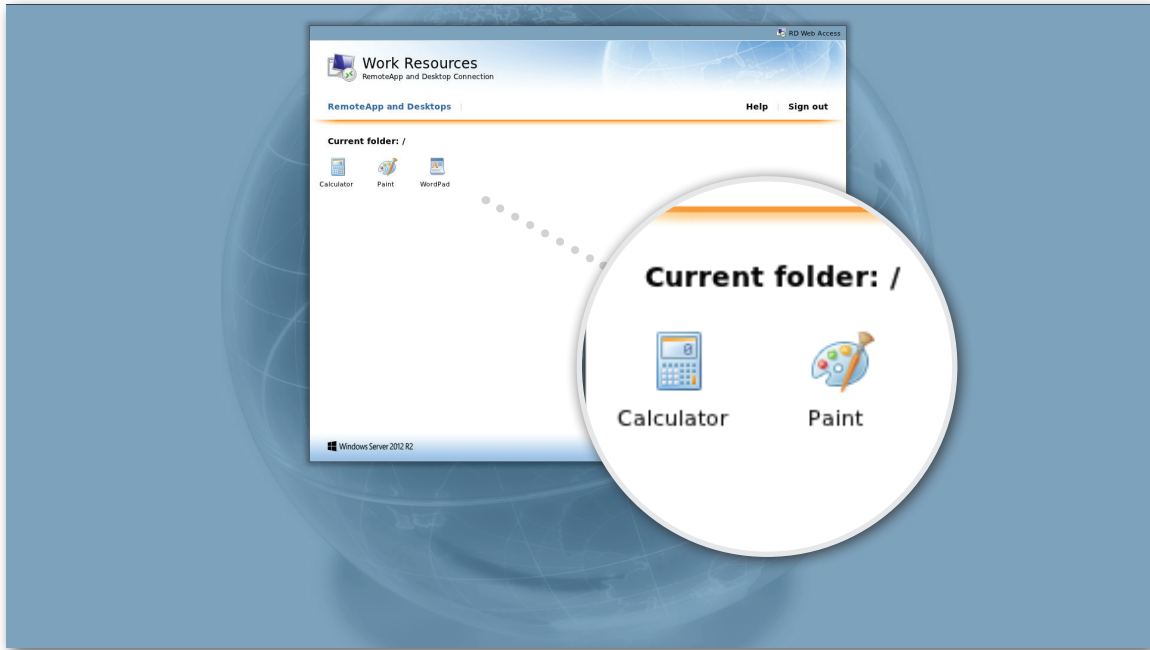 RD Web Access
Work Resources
RemoteApp and Desktop Connection
RemoteApp and Desktops
Help
Sign out
Current folder: /
Calculator
Paint
WordPad
Current folder: /
Calculator
Paint
Windows Server 2012 R2